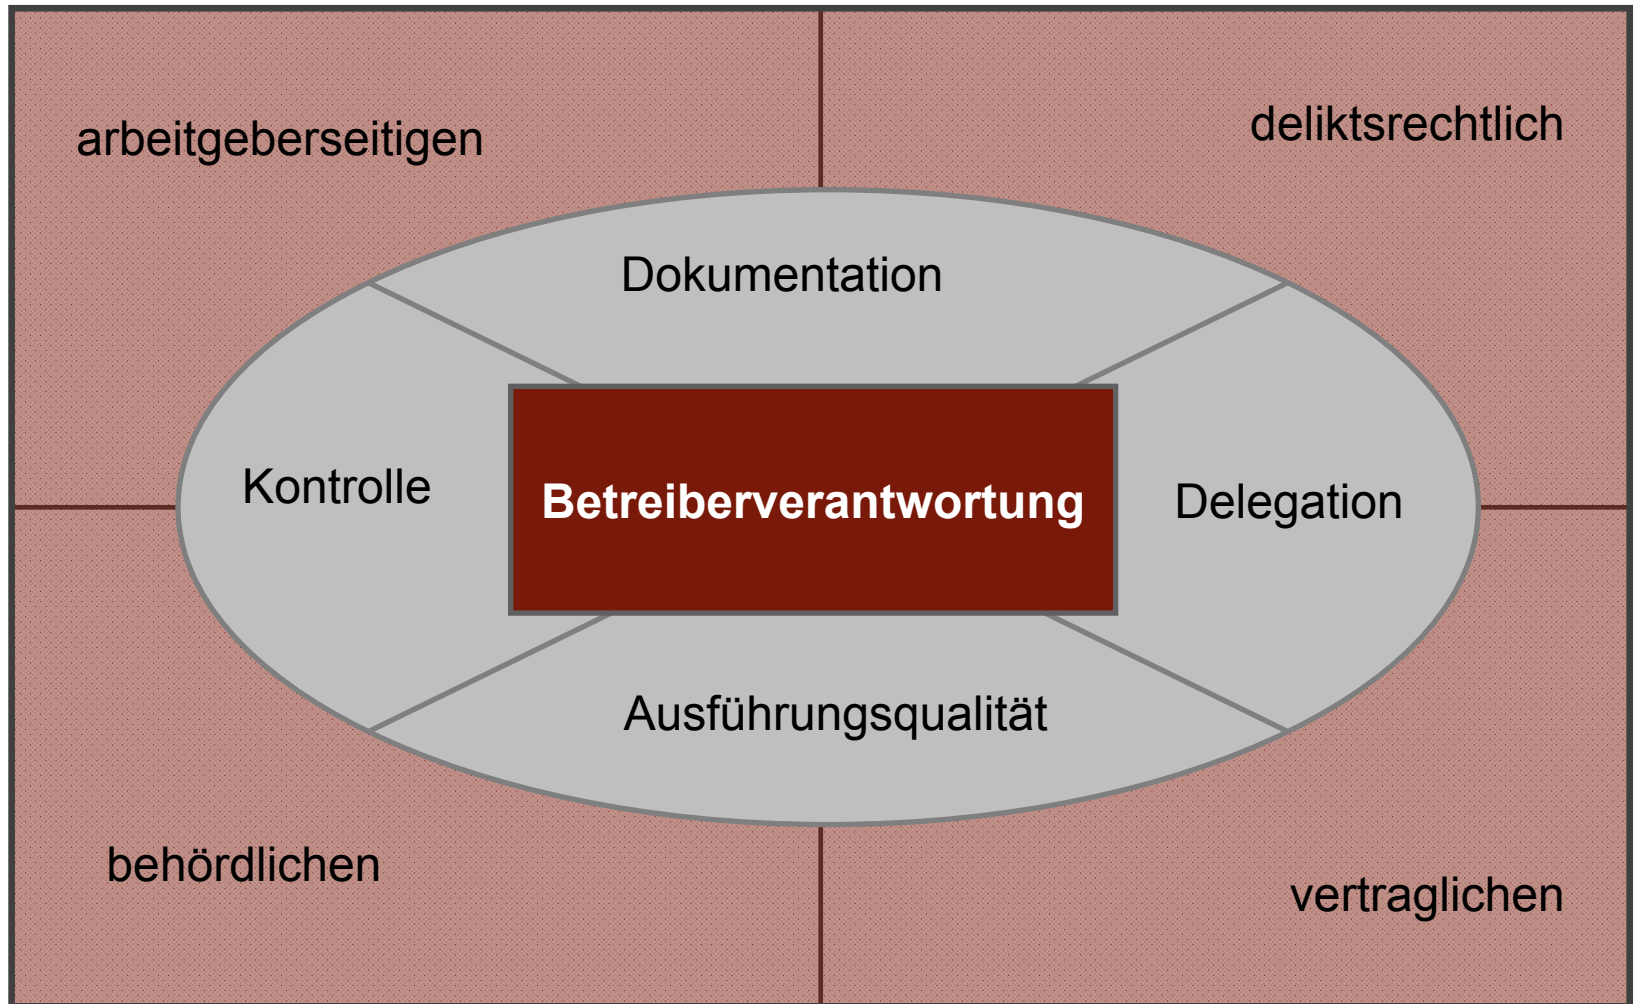 arbeitgeberseitigen
deliktsrechtlich
Dokumentation
Kontrolle
Betreiberverantwortung
Delegation
Ausführungsqualität
behördlichen
vertraglichen